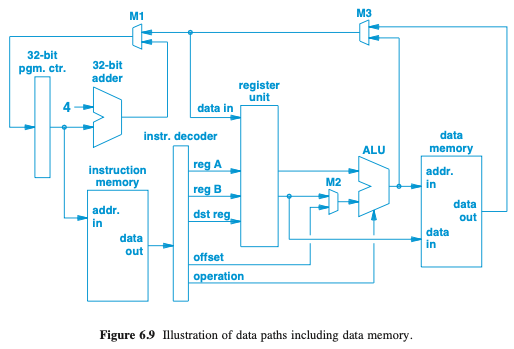 M1
M3
32-bit
pgm. ctr.
32-bit
adder
4
register
unit
data in
instr. decoder
ALU
data
memory
instruction
memory
reg A
reg B
dst reg
M2
addr.
in
data
out
addr.
in
data
out
data
in
offset
operation
Figure 6.9 Illustration of data paths including data memory.